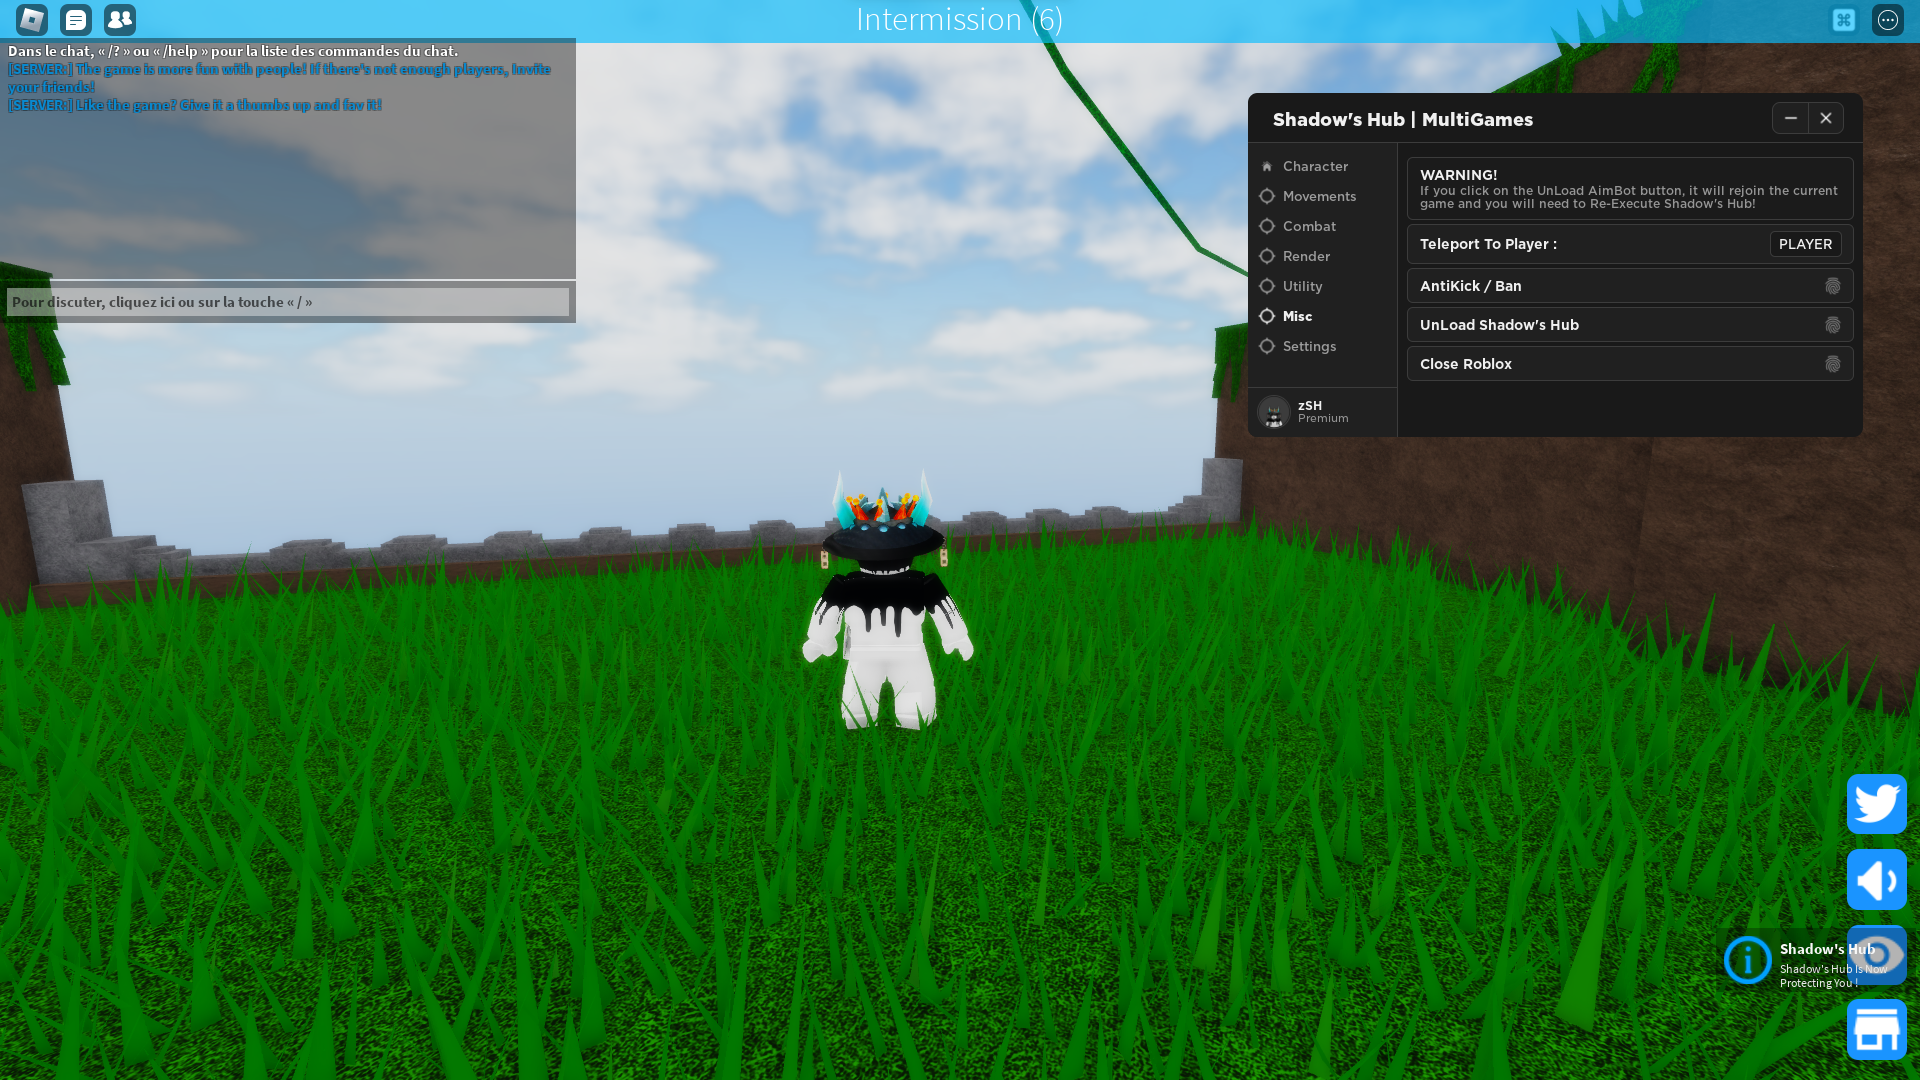 Intermission (6)
Dans le chat, « /? » ou « /help » pour la liste des commandes du chat.
[SERVER:] The game is more fun with people! If there's not enough players, invite
your friends!
[SERVER:] Like the game? Give it a thumbs up and fav it!
Pour discuter, cliquez ici ou sur la touche « / »
Shadow's Hub | MultiGames
Character
Movements
Combat
Render
Utility
Misc
Settings
zSH
Premium
WARNING!
If you click on the UnLoad AimBot button, it will rejoin the current
game and you will need to Re-Execute Shadow's Hub!
Teleport To Player :
PLAYER
AntiKick / Ban
UnLoad Shadow's Hub
Close Roblox
Shadow's Hub
Shadow's Hub Is Now
Protecting You !